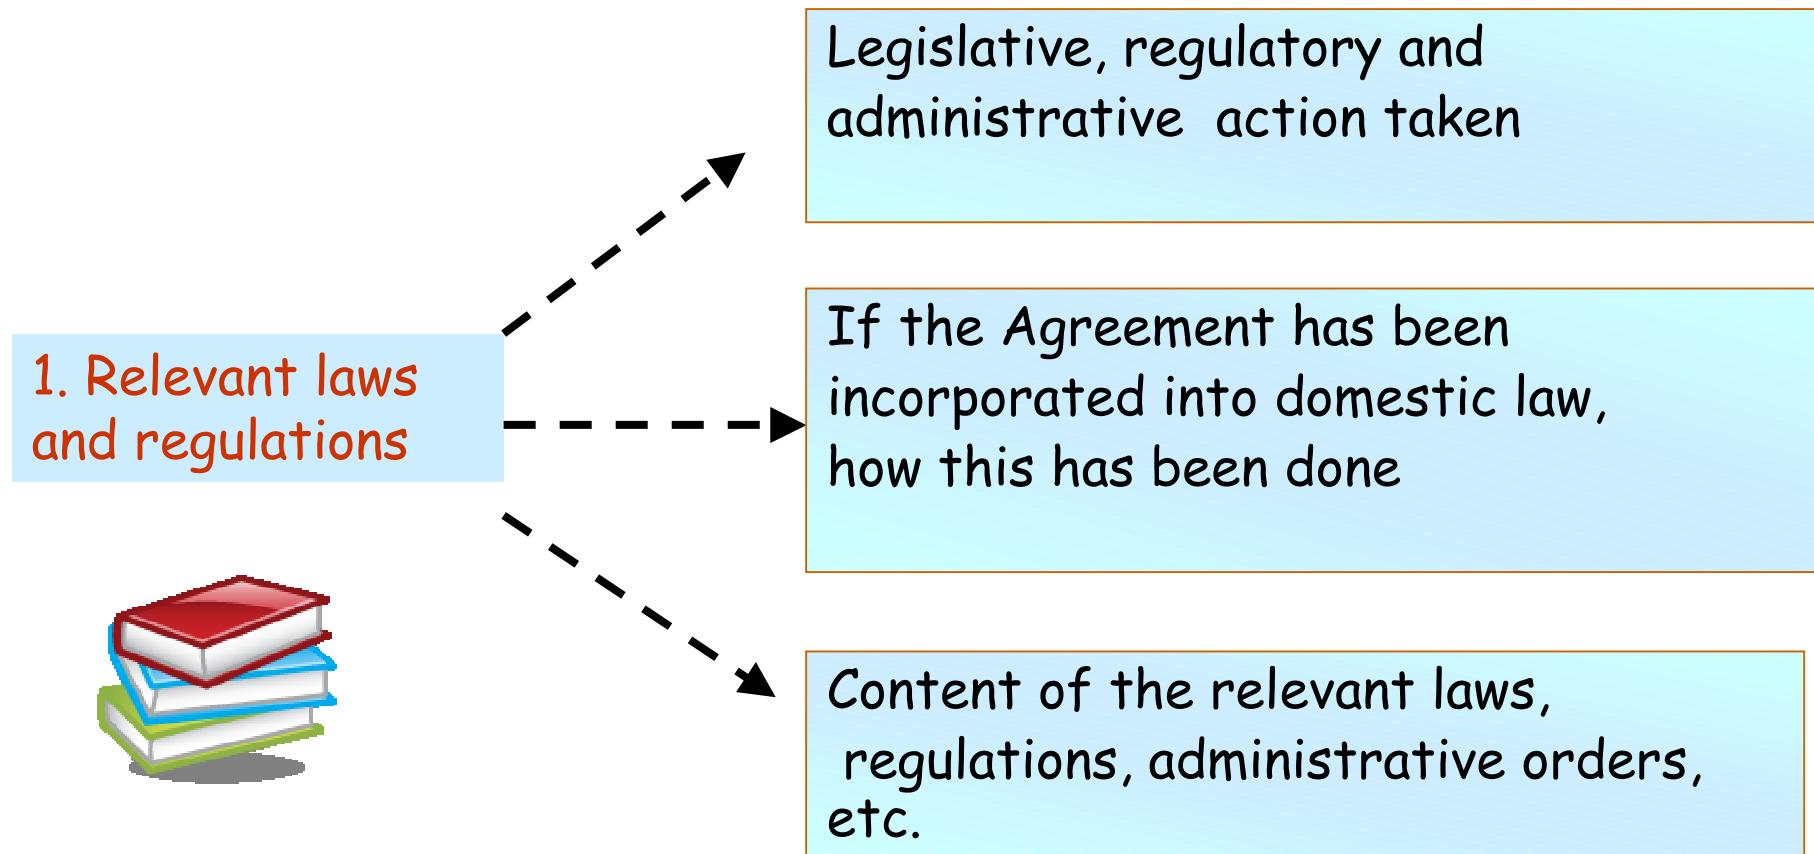 Legislative, regulatory and
administrative  action taken
1. Relevant laws
and regulations
If the Agreement has been
incorporated into domestic law,
how this has been done
Content of the relevant laws,
regulations, administrative orders,
etc.